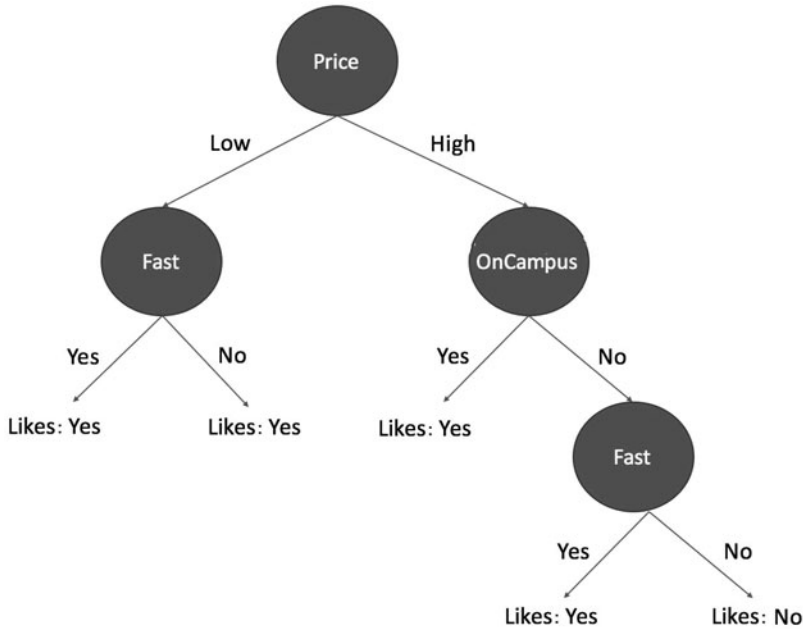 Price
Low
High
Fast
OnCampus
Yes
No
Yes
No
Likes: Yes
Likes: Yes
Likes: Yes
Fast
Yes
No
Likes: Yes
Likes: No